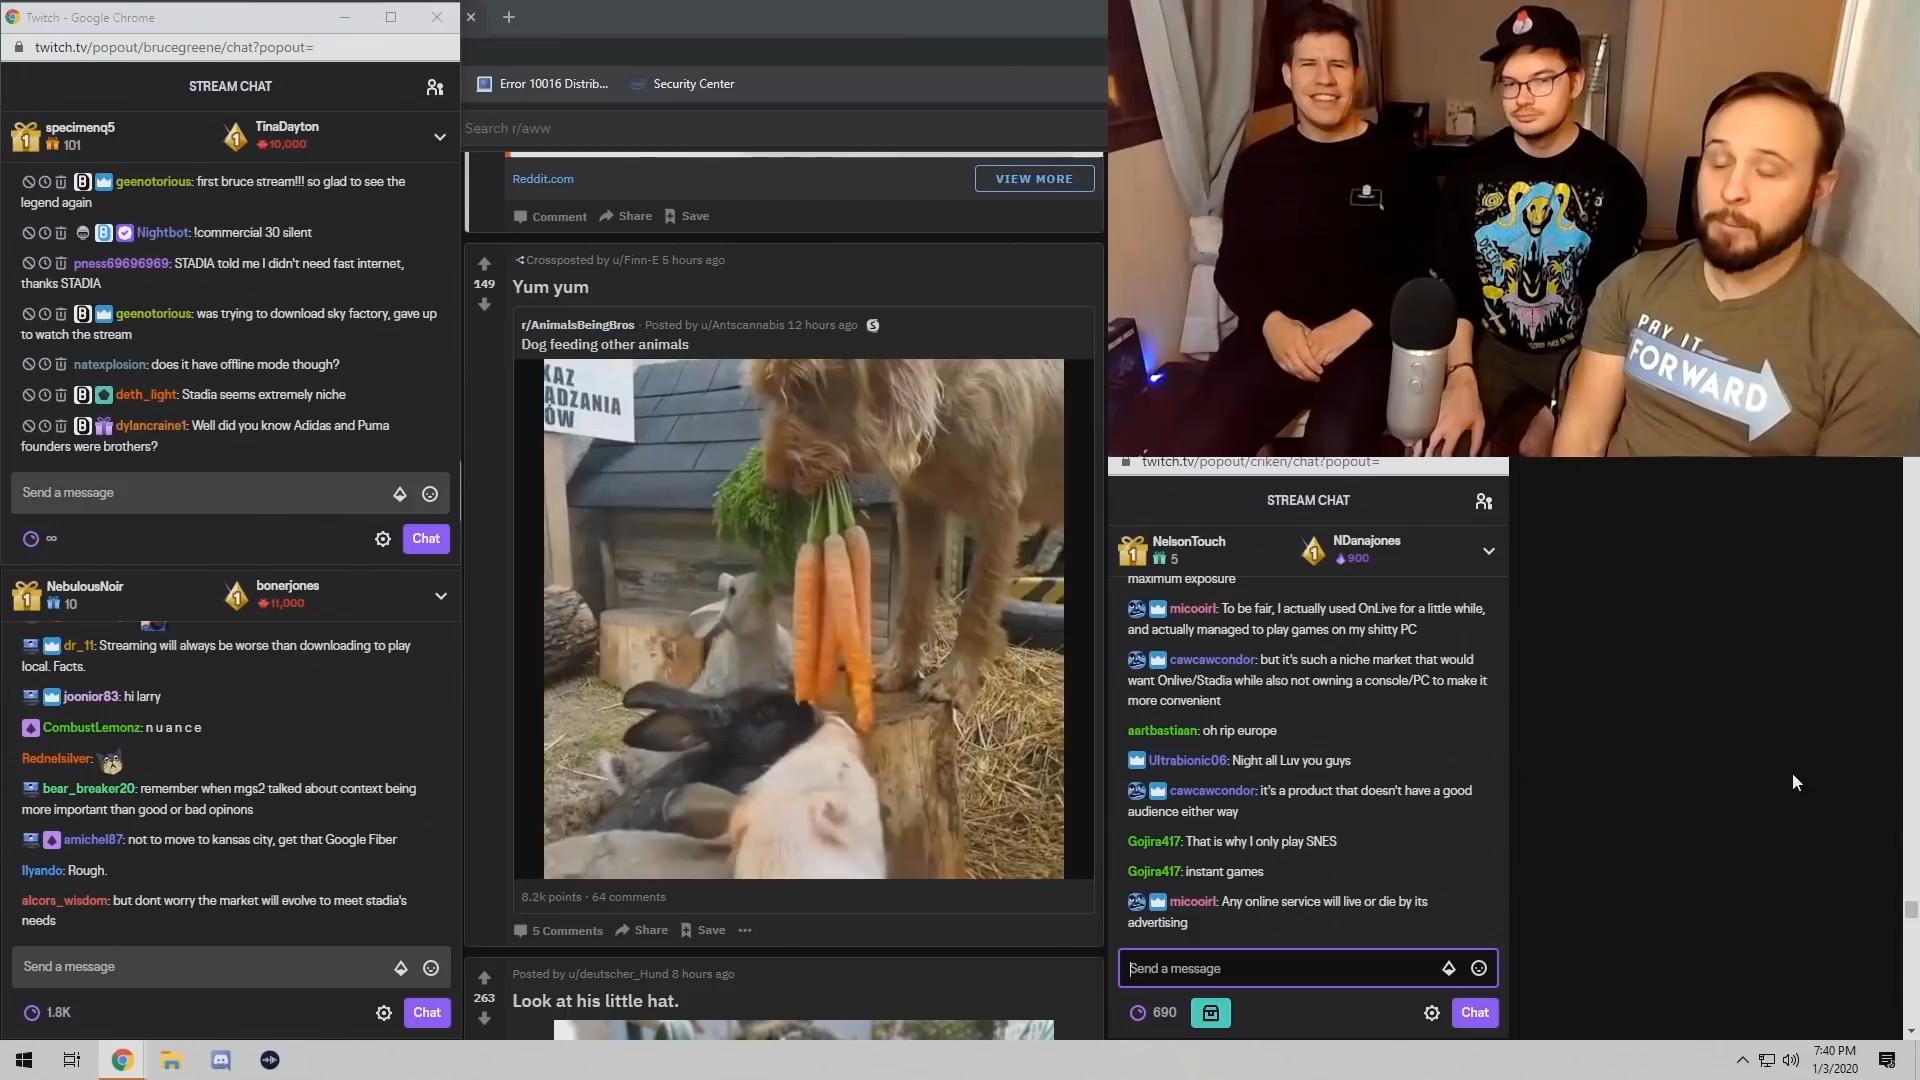 Twitch - Google Chrome
twitch.tv/popout/brucegreene/chat?popout=
STREAM CHAT
specimenq5
101
TinaDayton
10,000
geenotorious: first bruce stream!!! so glad to see the
legend again
Nightbot: !commercial 30 silent
pness69696969: STADIA told me I didn't need fast internet,
thanks STADIA
geenotorious: was trying to download sky factory, gave up
to watch the stream
natexplosion: does it have offline mode though?
deth_light: Stadia seems extremely niche
dylancraine1: Well did you know Adidas and Puma
founders were brothers?
Send a message
∞
Chat
NebulousNoir
10
bonerjones
11,000
dr_11: Streaming will always be worse than downloading to play
local. Facts.
joonior83: hi larry
CombustLemonz: n u a n c e
Rednelsilver:
bear_breaker20: remember when mgs2 talked about context being
more important than good or bad opinons
amichel87: not to move to kansas city, get that Google Fiber
Ilyando: Rough.
alcors_wisdom: but dont worry the market will evolve to meet stadia's
needs
Send a message
1.8K
Chat
Error 10016 Distrib...
Security Center
Search r/aww
Reddit.com
VIEW MORE
Comment
Share
Save
149
Crossposted by u/Finn-E 5 hours ago
Yum yum
r/AnimalsBeingBros · Posted by u/Antscannabis 12 hours ago
Dog feeding other animals
KAZ
ADZANIA
ÓW
8.2k points · 64 comments
5 Comments
Share
Save
263
Posted by u/deutscher_Hund 8 hours ago
Look at his little hat.
PAY IT
FORWARD
twitch.tv/popout/criken/chat?popout=
STREAM CHAT
NelsonTouch
5
NDanajones
900
maximum exposure
micooirl: To be fair, I actually used OnLive for a little while,
and actually managed to play games on my shitty PC
cawcawcondor: but it's such a niche market that would
want Onlive/Stadia while also not owning a console/PC to make it
more convenient
aartbastiaan: oh rip europe
Ultrabionic06: Night all Luv you guys
cawcawcondor: it's a product that doesn't have a good
audience either way
Gojira417: That is why I only play SNES
Gojira417: instant games
micooirl: Any online service will live or die by its
advertising
Send a message
690
Chat
7:40 PM
1/3/2020